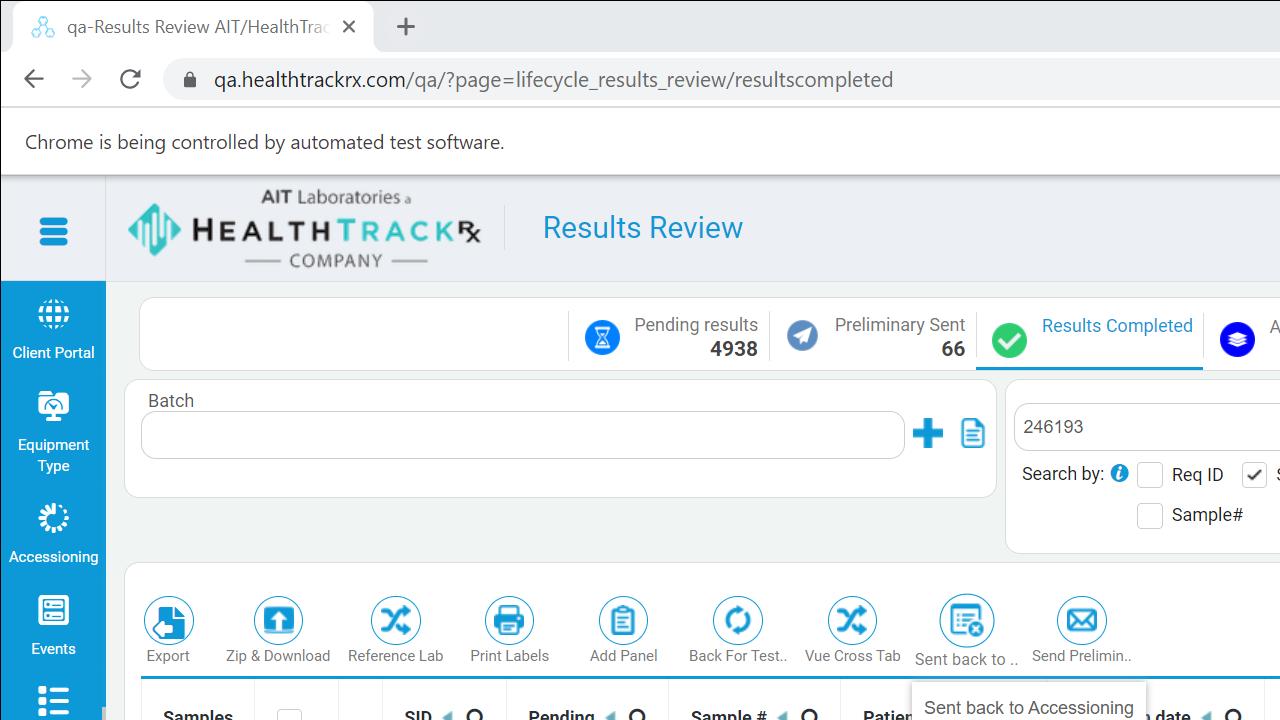 qa-Results Review AIT/HealthTrac
qa.healthtrackrx.com/qa/?page=lifecycle_results_review/resultscompleted
Chrome is being controlled by automated test software.
AIT Laboratories a
HEALTHTRACKRx
COMPANY
Results Review
Client Portal
Equipment
Type
Accessioning
Events
Pending results
4938
Preliminary Sent
66
Results Completed
A
Batch
246193
Search by:
Req ID
S
Sample#
Export
Zip & Download
Reference Lab
Print Labels
Add Panel
Back For Test..
Vue Cross Tab
Sent back to ..
Send Prelimin..
Sent back to Accessioning
Samples
SID
Pending
Sample #
Patien
n date